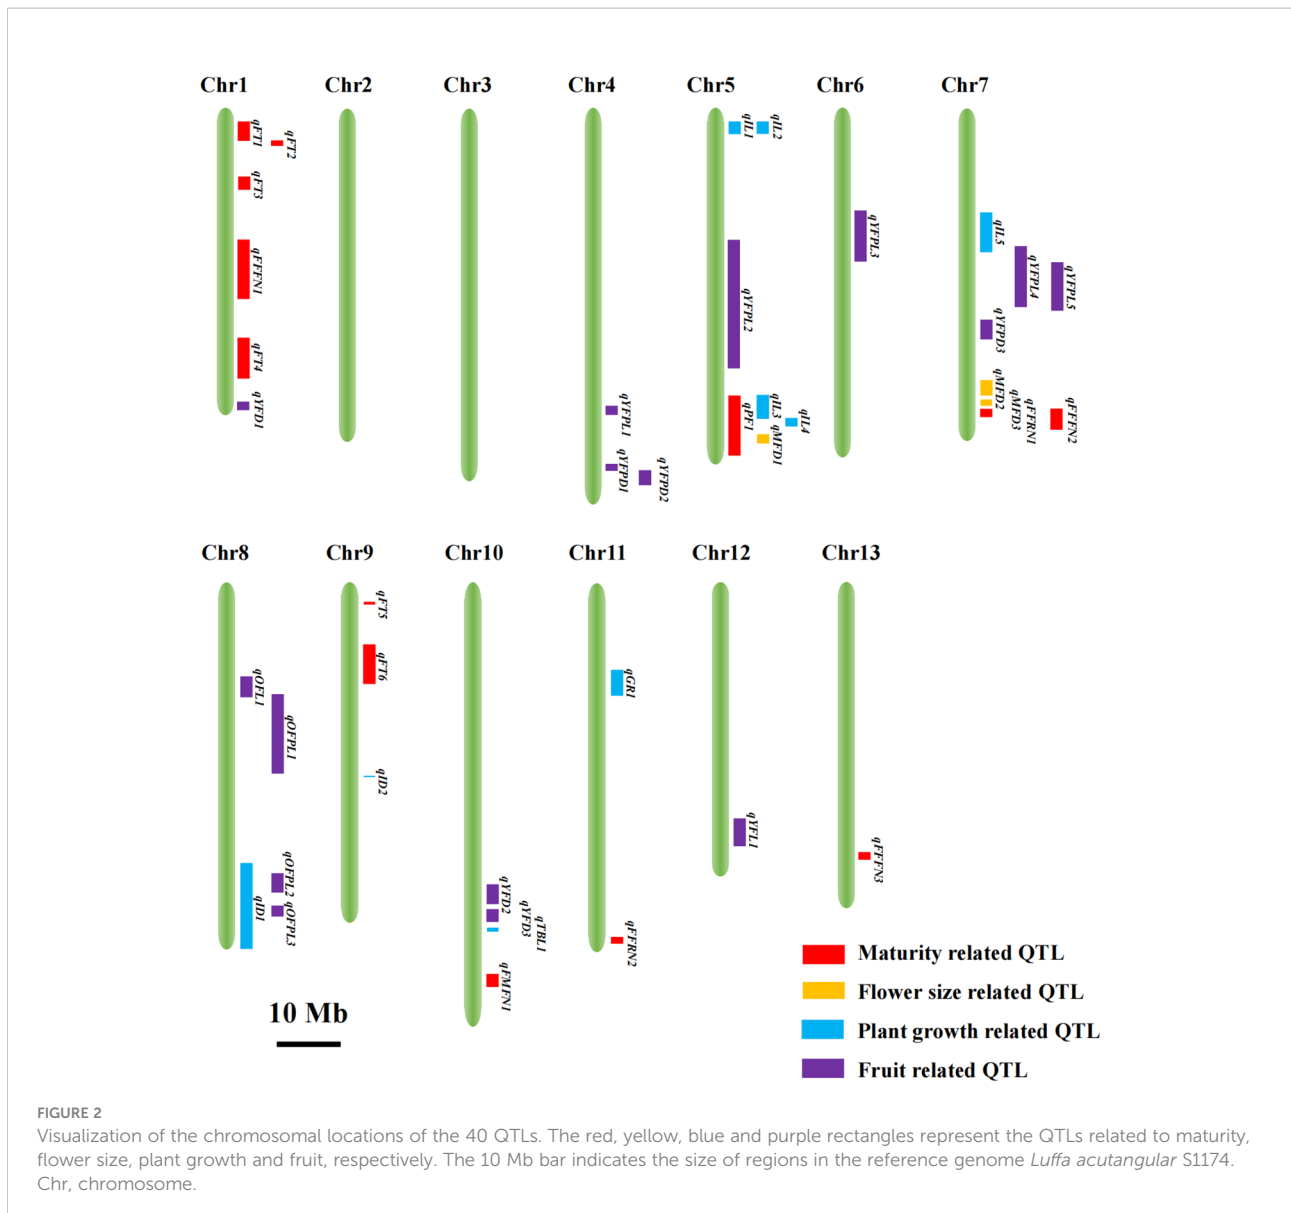 Chr1 Chr2 Chr3 Chr4 Chr5 Chr6 Chr7
qFT1
qFT2
qFT3
qFFFN1
qFT4
qYFD1
qYFPL1
qYFPD1
qYFPD2
qIL1
qIL2
qYFPL2
qPF1
qIL3
qIL4
qMFD1
qYFPL3
qIL5
qYFPL4
qYFPL5
qYFPD3
qMFD2
qMFD3
qFFRN1
qFFFN2
Chr8 Chr9 Chr10 Chr11 Chr12 Chr13
qOFL1
qOFPL1
qOFPL2
qID1
qOFPL3
qFT5
qFT6
qID2
qYFD2
qYFD3
qTBL1
qFMFN1
qGR1
qFFRN2
qYFL1
qFFFN3
10 Mb
Maturity related QTL
Flower size related QTL
Plant growth related QTL
Fruit related QTL
FIGURE 2
Visualization of the chromosomal locations of the 40 QTLs. The red, yellow, blue and purple rectangles represent the QTLs related to maturity,
flower size, plant growth and fruit, respectively. The 10 Mb bar indicates the size of regions in the reference genome Luffa acutangular S1174.
Chr, chromosome.